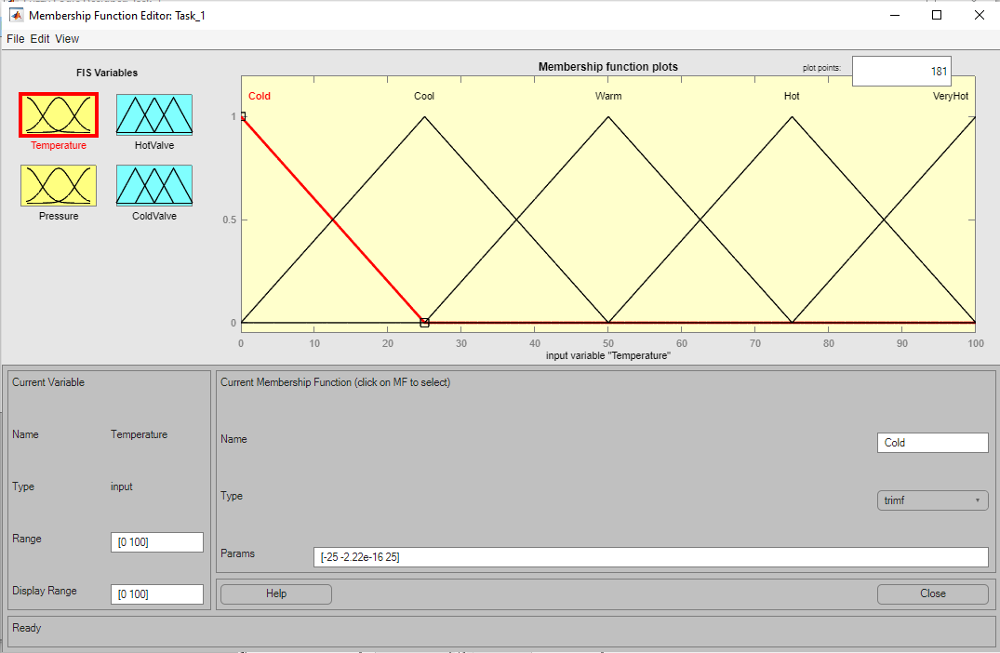 Membership Function Editor: Task_1
File Edit View
FIS Variables
Membership function plots
plot points:
181
Temperature
HotValve
Pressure
ColdValve
Cold Cool Warm Hot VeryHot
1
0.5
0
0 10 20 30 40 50 60 70 80 90 100
input variable "Temperature"
Current Variable
Name Temperature
Type input
Range [0 100]
Display Range [0 100]
Current Membership Function (click on MF to select)
Name Cold
Type trimf
Params [-25 -2.22e-16 25]
Help Close
Ready